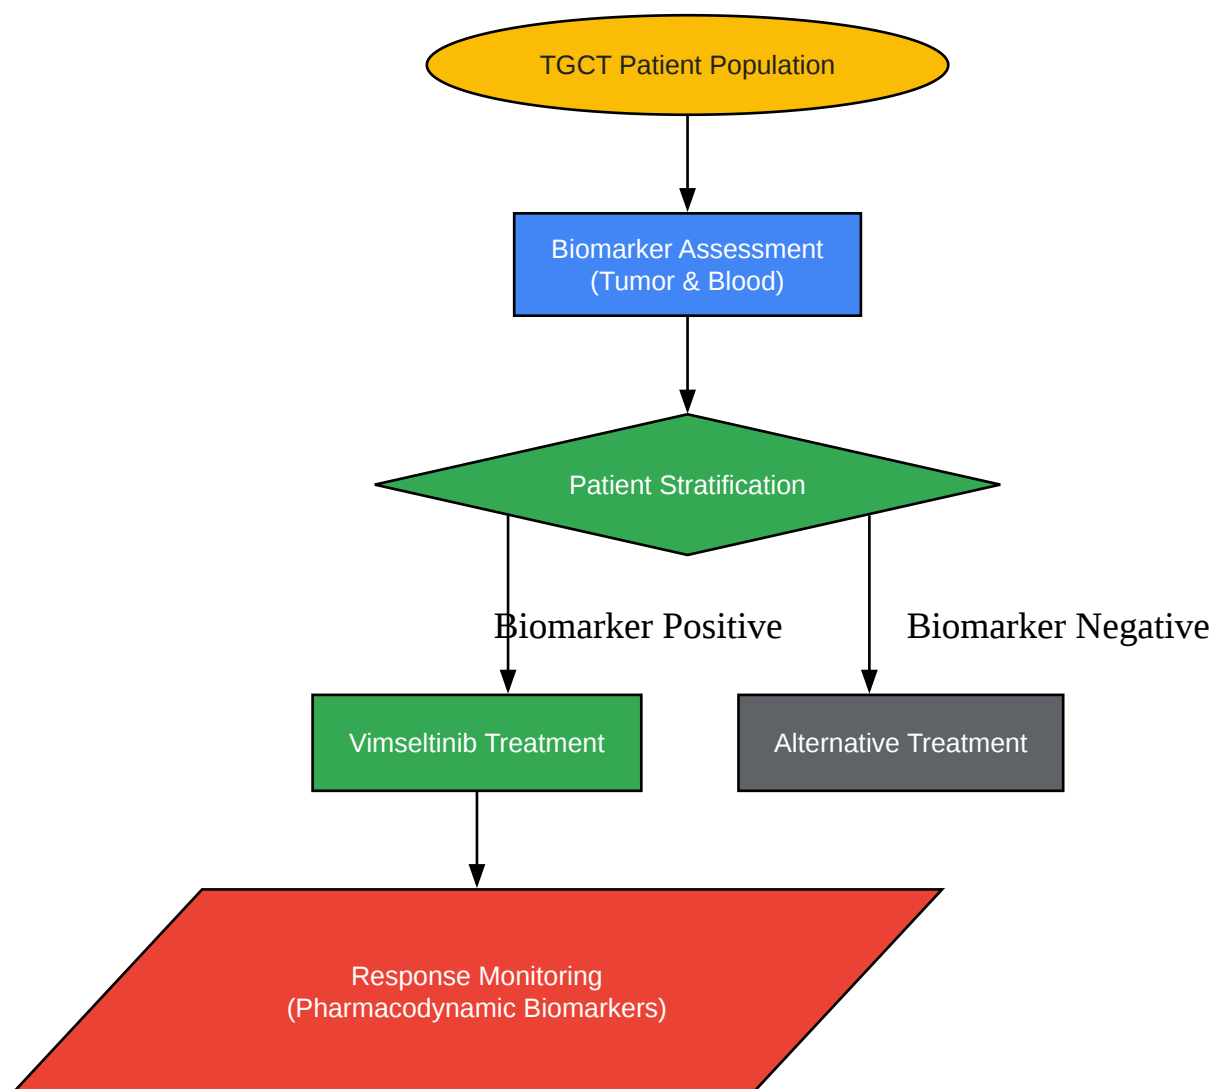 TGCT Patient Population
Biomarker Assessment
(Tumor & Blood)
Patient Stratification
Biomarker Positive
Biomarker Negative
Vimseltinib Treatment
Alternative Treatment
Response Monitoring
(Pharmacodynamic Biomarkers)